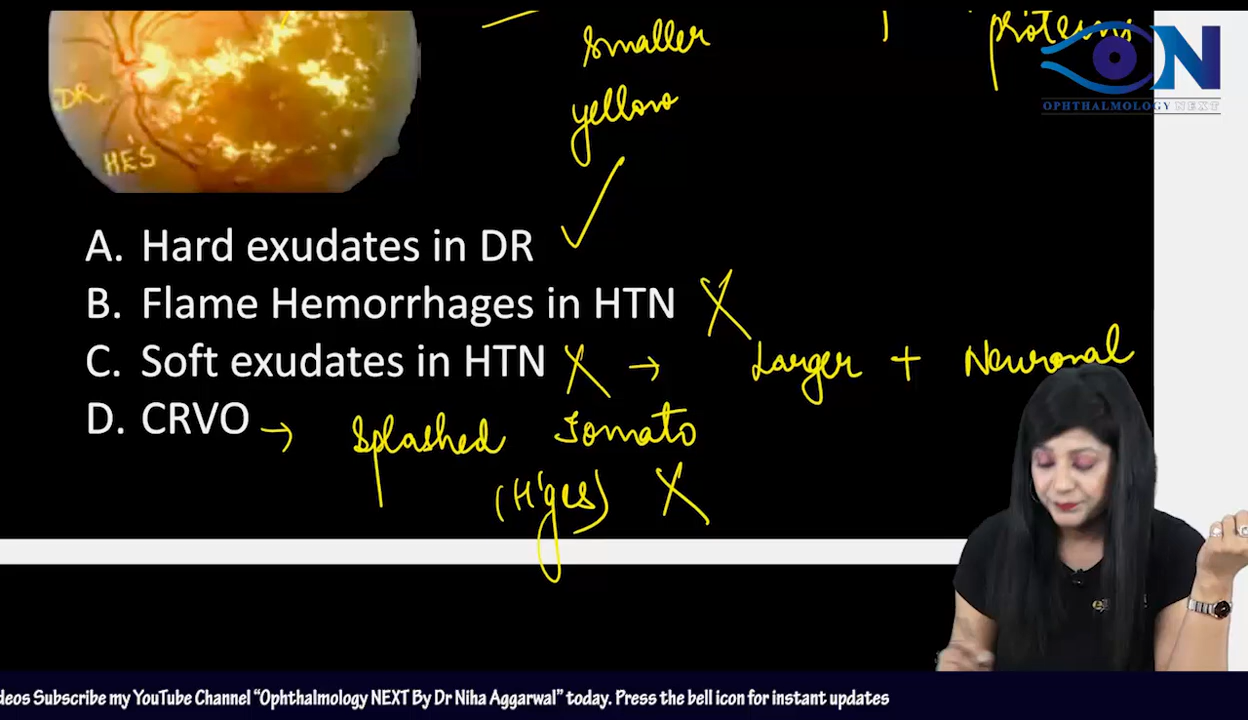 smaller
proteins
ON
OPHTHALMOLOGY NEXT
yellow
DR
HE'S
A. Hard exudates in DR ✓
B. Flame Hemorrhages in HTN X
C. Soft exudates in HTN X → Larger + Neuronal
D. CRVO → Splashed Tomato
(H'ges) X
deos Subscribe my YouTube Channel “Ophthalmology NEXT By Dr Niha Aggarwal” today. Press the bell icon for instant updates